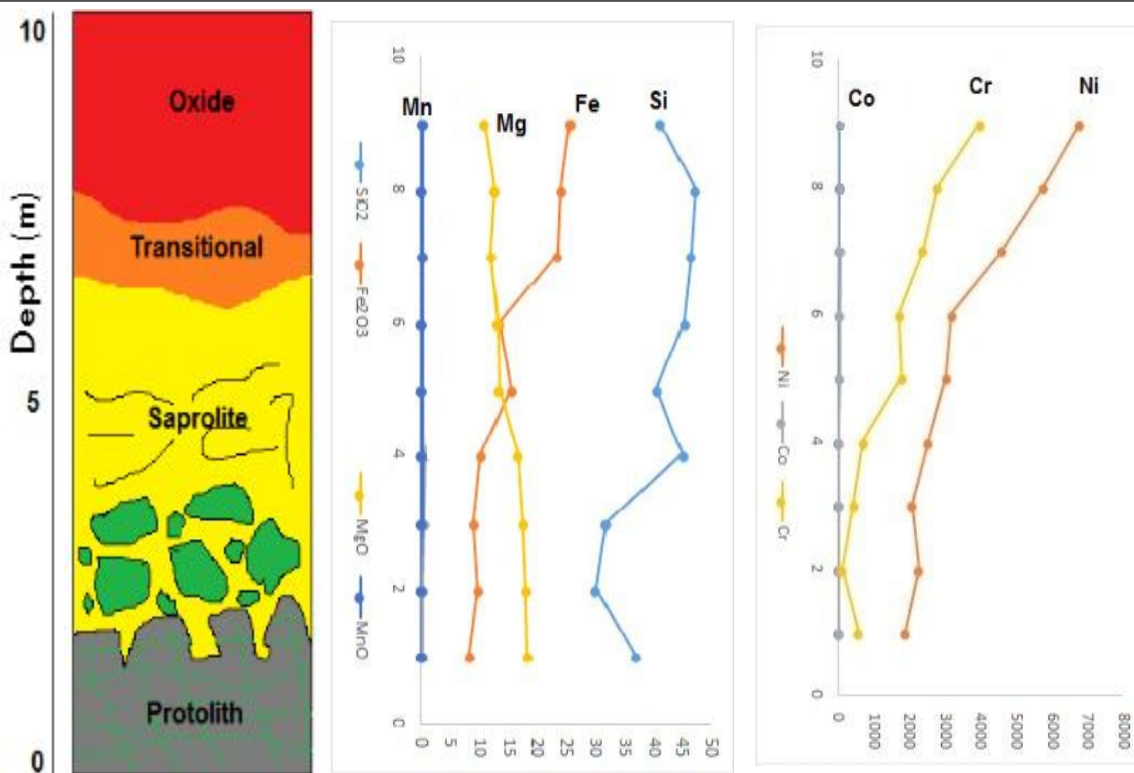 Depth (m)
10
5
0
Oxide
Transitional
Saprolite
Protolith
Mn
Mg
Fe
Si
10
8
6
4
2
0
0
5
10
15
20
25
30
35
40
45
50
SiO2
Fe2O3
MgO
MnO
Co
Cr
Ni
10
8
6
4
2
0
0
1000
2000
3000
4000
5000
6000
7000
8000
Ni
Co
Cr